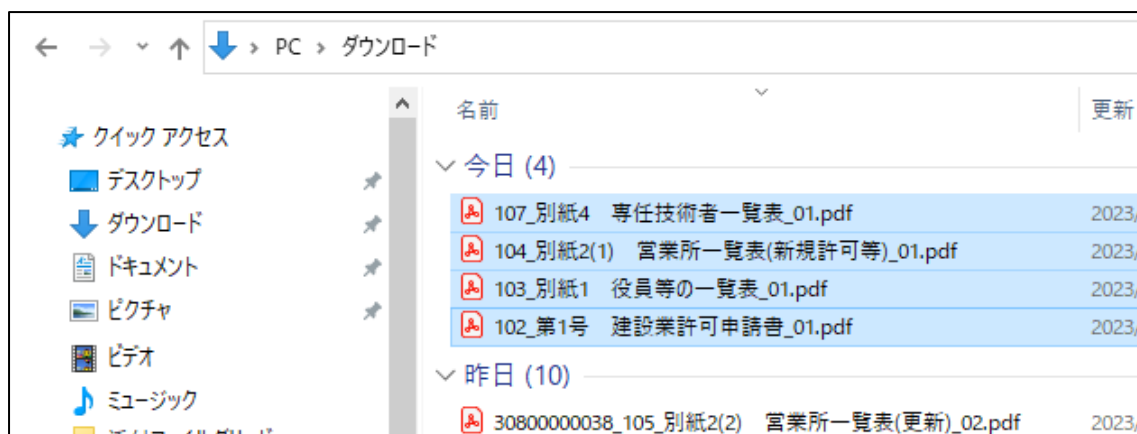 PC › ダウンロード
クイック アクセス
デスクトップ
ダウンロード
ドキュメント
ピクチャ
ビデオ
ミュージック
名前 更新
今日 (4)
107_別紙4　専任技術者一覧表_01.pdf 2023/
104_別紙2(1)　営業所一覧表(新規許可等)_01.pdf 2023/
103_別紙1　役員等の一覧表_01.pdf 2023/
102_第1号　建設業許可申請書_01.pdf 2023/
昨日 (10)
30800000038_105_別紙2(2)　営業所一覧表(更新)_02.pdf 2023/